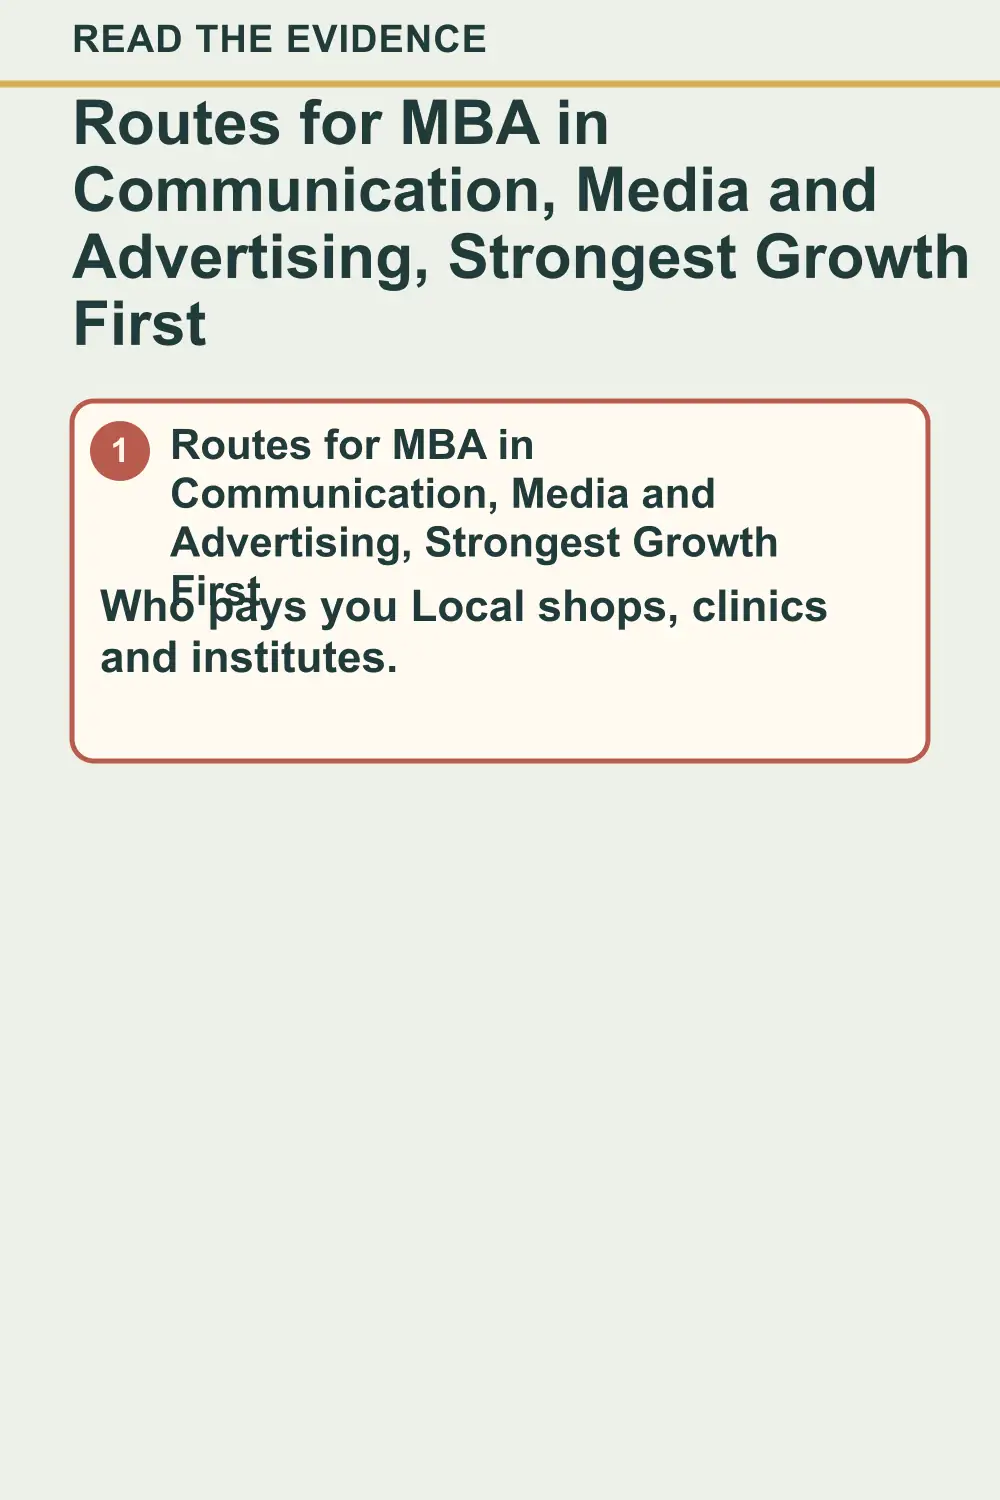 READ THE EVIDENCE
Routes for MBA in
Communication, Media and
Advertising, Strongest Growth
First
1
Routes for MBA in
Communication, Media and
Advertising, Strongest Growth
First
Who pays you Local shops, clinics
and institutes.